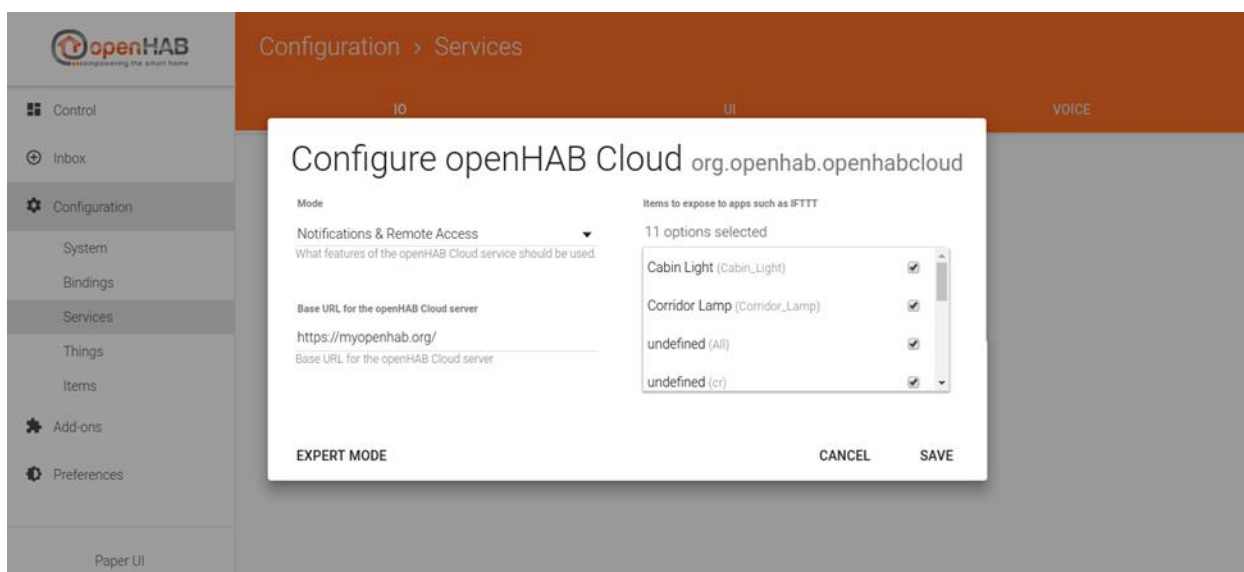 openHAB
empowering the smart home
Configuration > Services
Control
IO
UI
VOICE
Inbox
Configuration
System
Bindings
Services
Things
Items
Add-ons
Preferences
Paper UI
Configure openHAB Cloud org.openhab.openhabcloud
Mode
Notifications & Remote Access
What features of the openHAB Cloud service should be used.
Base URL for the openHAB Cloud server
https://myopenhab.org/
Base URL for the openHAB Cloud server
Items to expose to apps such as IFTTT
11 options selected
Cabin Light (Cabin_Light)
Corridor Lamp (Corridor_Lamp)
undefined (All)
undefined (cr)
EXPERT MODE
CANCEL
SAVE